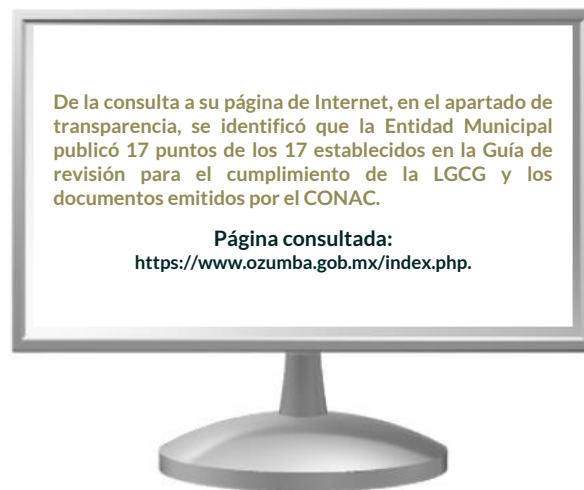 De la consulta a su página de Internet, en el apartado de
transparencia, se identificó que la Entidad Municipal
publicó 17 puntos de los 17 establecidos en la Guía de
revisión para el cumplimiento de la LGCG y los
documentos emitidos por el CONAC.
Página consultada:
https://www.ozumba.gob.mx/index.php.